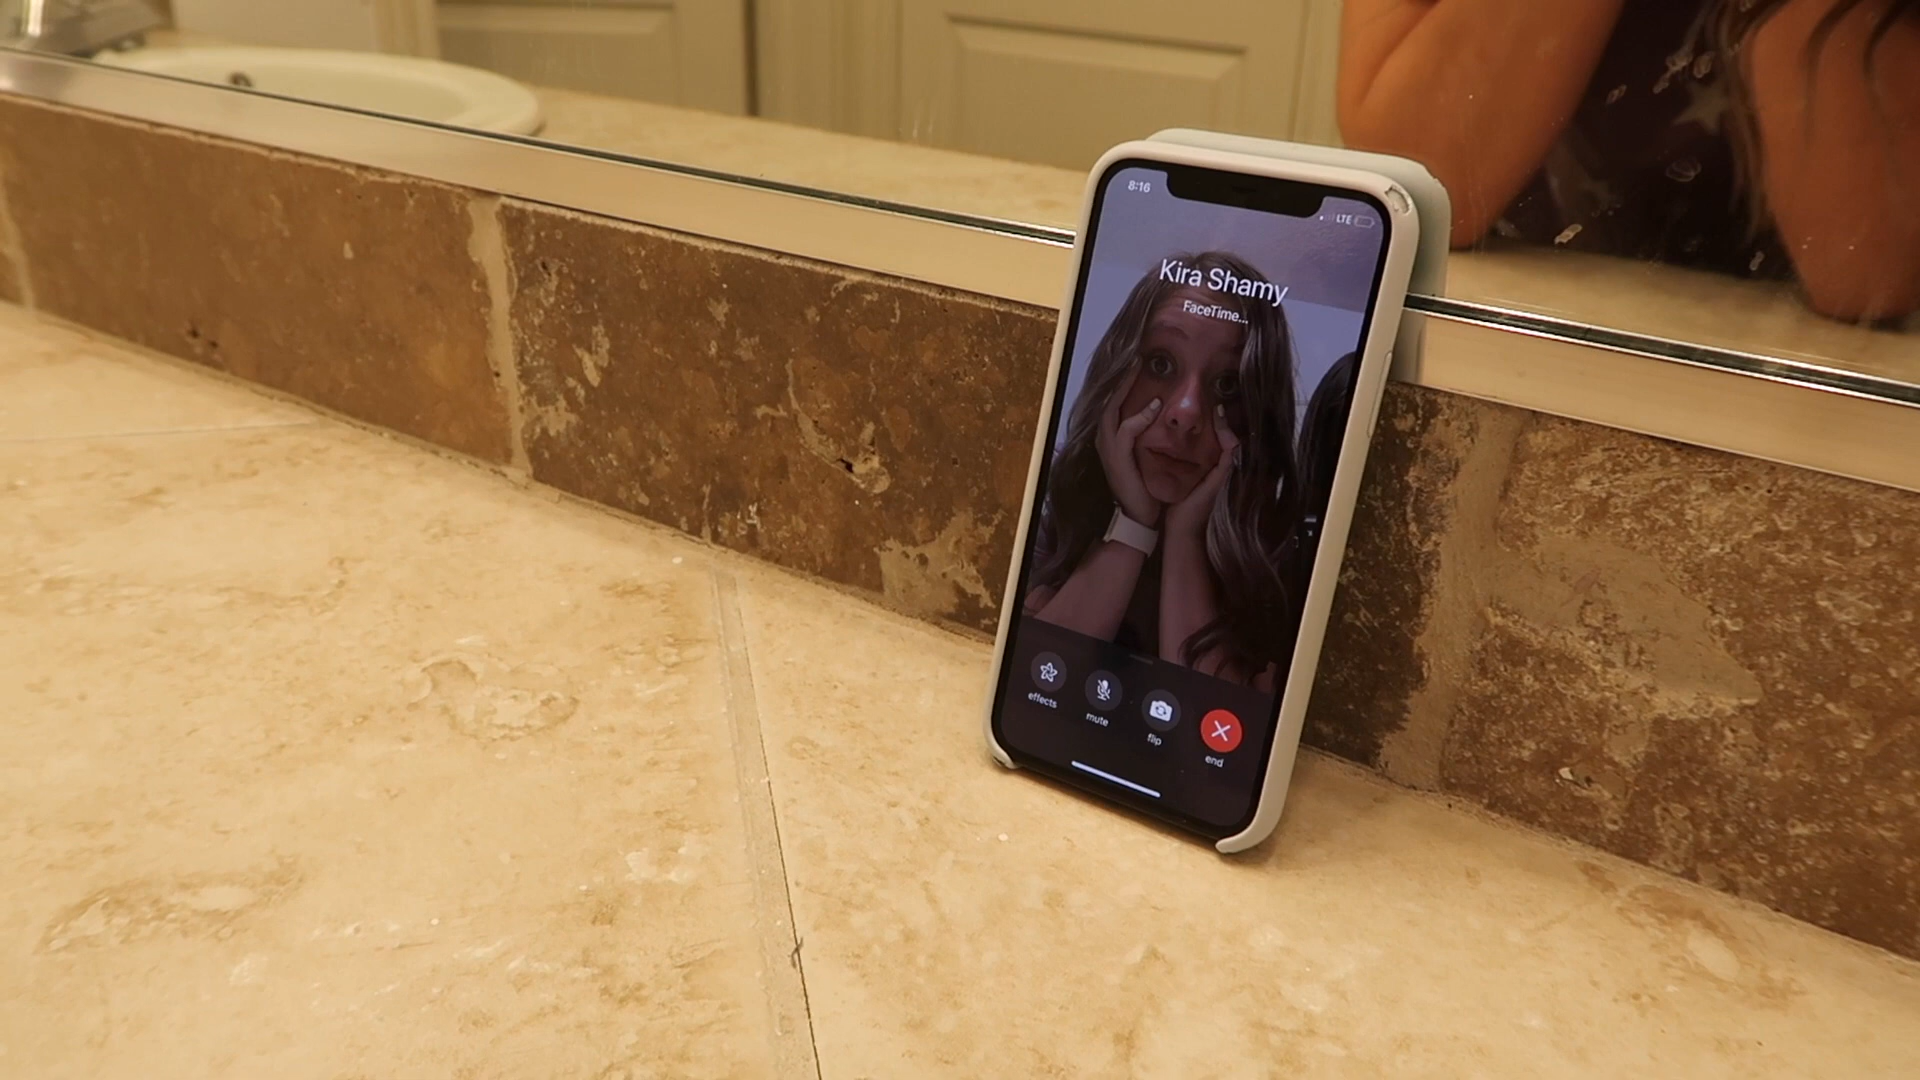 8:16
LTE
Kira Shamy
FaceTime...
effects
mute
flip
end